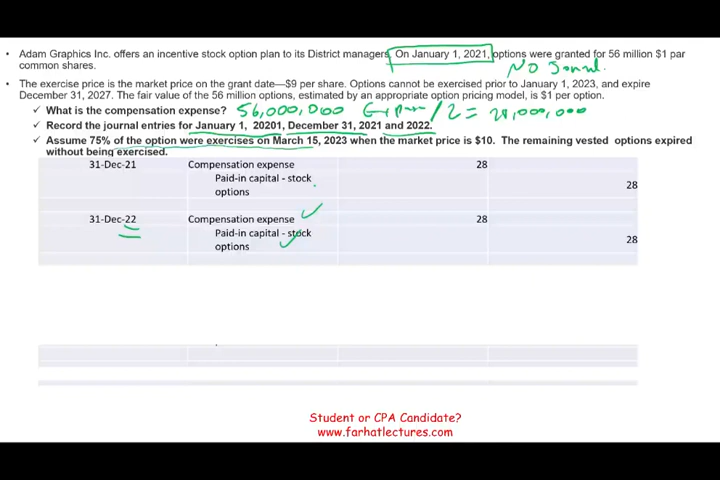 • Adam Graphics Inc. offers an incentive stock option plan to its District managers. On January 1, 2021, options were granted for 56 million $1 par
common shares.
No Journal.
• The exercise price is the market price on the grant date—$9 per share. Options cannot be exercised prior to January 1, 2023, and expire
December 31, 2027. The fair value of the 56 million options, estimated by an appropriate option pricing model, is $1 per option.
✓ What is the compensation expense? 56,000,000 / 2 = 28,000,000
✓ Record the journal entries for January 1, 20201, December 31, 2021 and 2022.
✓ Assume 75% of the option were exercises on March 15, 2023 when the market price is $10. The remaining vested options expired
without being exercised.
31-Dec-21 Compensation expense 28
Paid-in capital - stock
options 28
31-Dec-22 Compensation expense 28
Paid-in capital - stock
options 28
Student or CPA Candidate?
www.farhatlectures.com